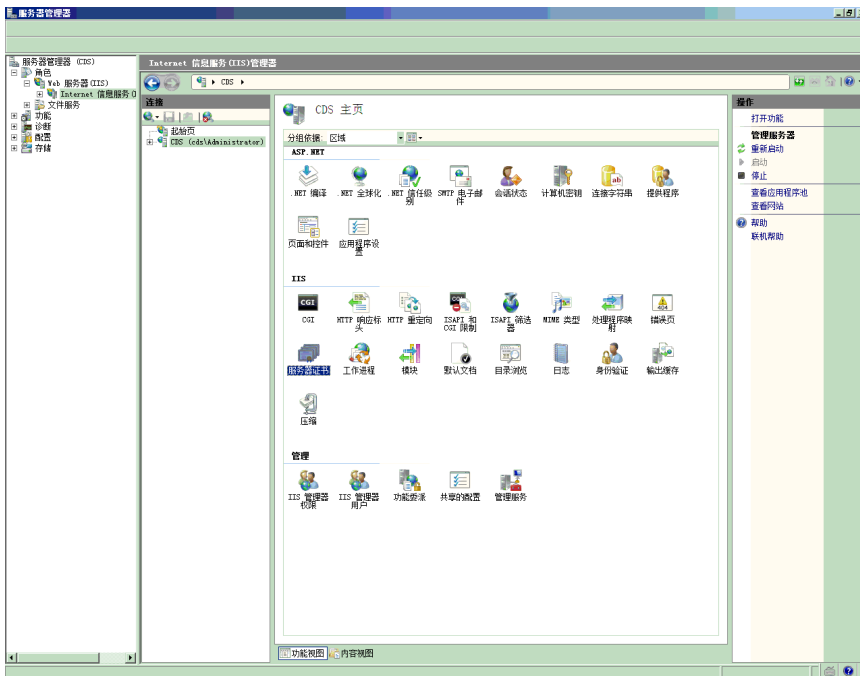 服务器管理器
服务器管理器 (CDS)
角色
Web 服务器(IIS)
Internet 信息服务(I
文件服务
功能
诊断
配置
存储
Internet 信息服务(IIS)管理器
CDS
连接
起始页
CDS (cds\Administrator)
CDS 主页
分组依据: 区域
ASP.NET
.NET 编译
.NET 全球化
.NET 信任级别
SMTP 电子邮件
会话状态
计算机密钥
连接字符串
提供程序
页面和控件
应用程序设置
IIS
CGI
CGI
HTTP 响应标头
HTTP 重定向
ISAPI 和 CGI 限制
ISAPI 筛选器
MIME 类型
处理程序映射
404
错误页
服务器证书
工作进程
模块
默认文档
目录浏览
日志
身份验证
输出缓存
压缩
管理
IIS 管理器权限
IIS 管理器用户
功能委派
共享的配置
管理服务
功能视图
内容视图
操作
打开功能
管理服务器
重新启动
启动
停止
查看应用程序池
查看网站
帮助
联机帮助